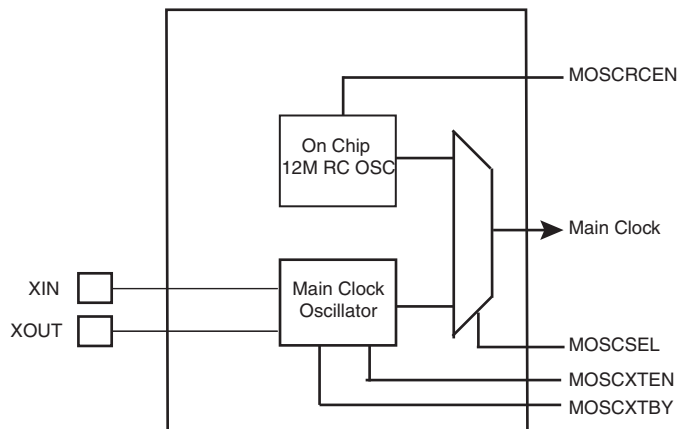 MOSCRCEN
On Chip
12M RC OSC
Main Clock
XIN
Main Clock
Oscillator
XOUT
MOSCSEL
MOSCXTEN
MOSCXTBY